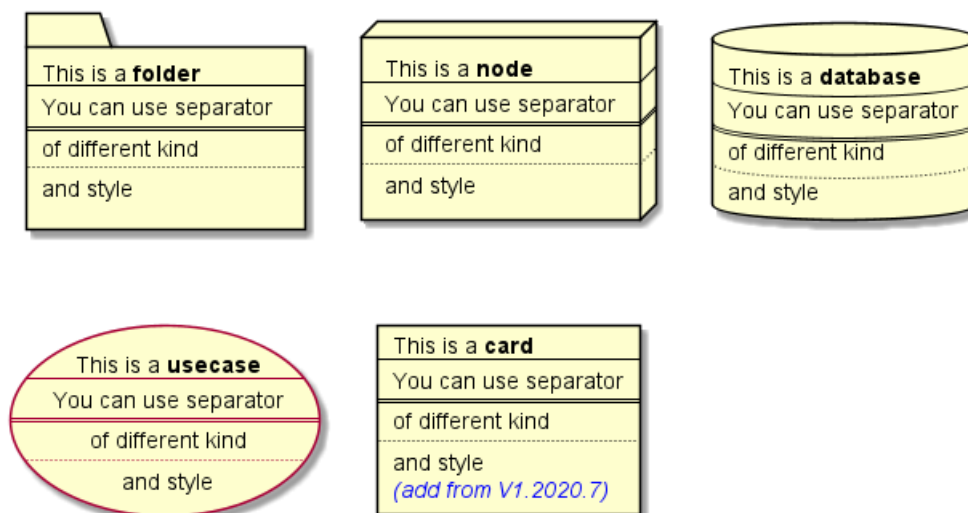 This is a folder
You can use separator
of different kind
and style
This is a node
You can use separator
of different kind
and style
This is a database
You can use separator
of different kind
and style
This is a usecase
You can use separator
of different kind
and style
This is a card
You can use separator
of different kind
and style
(add from V1.2020.7)